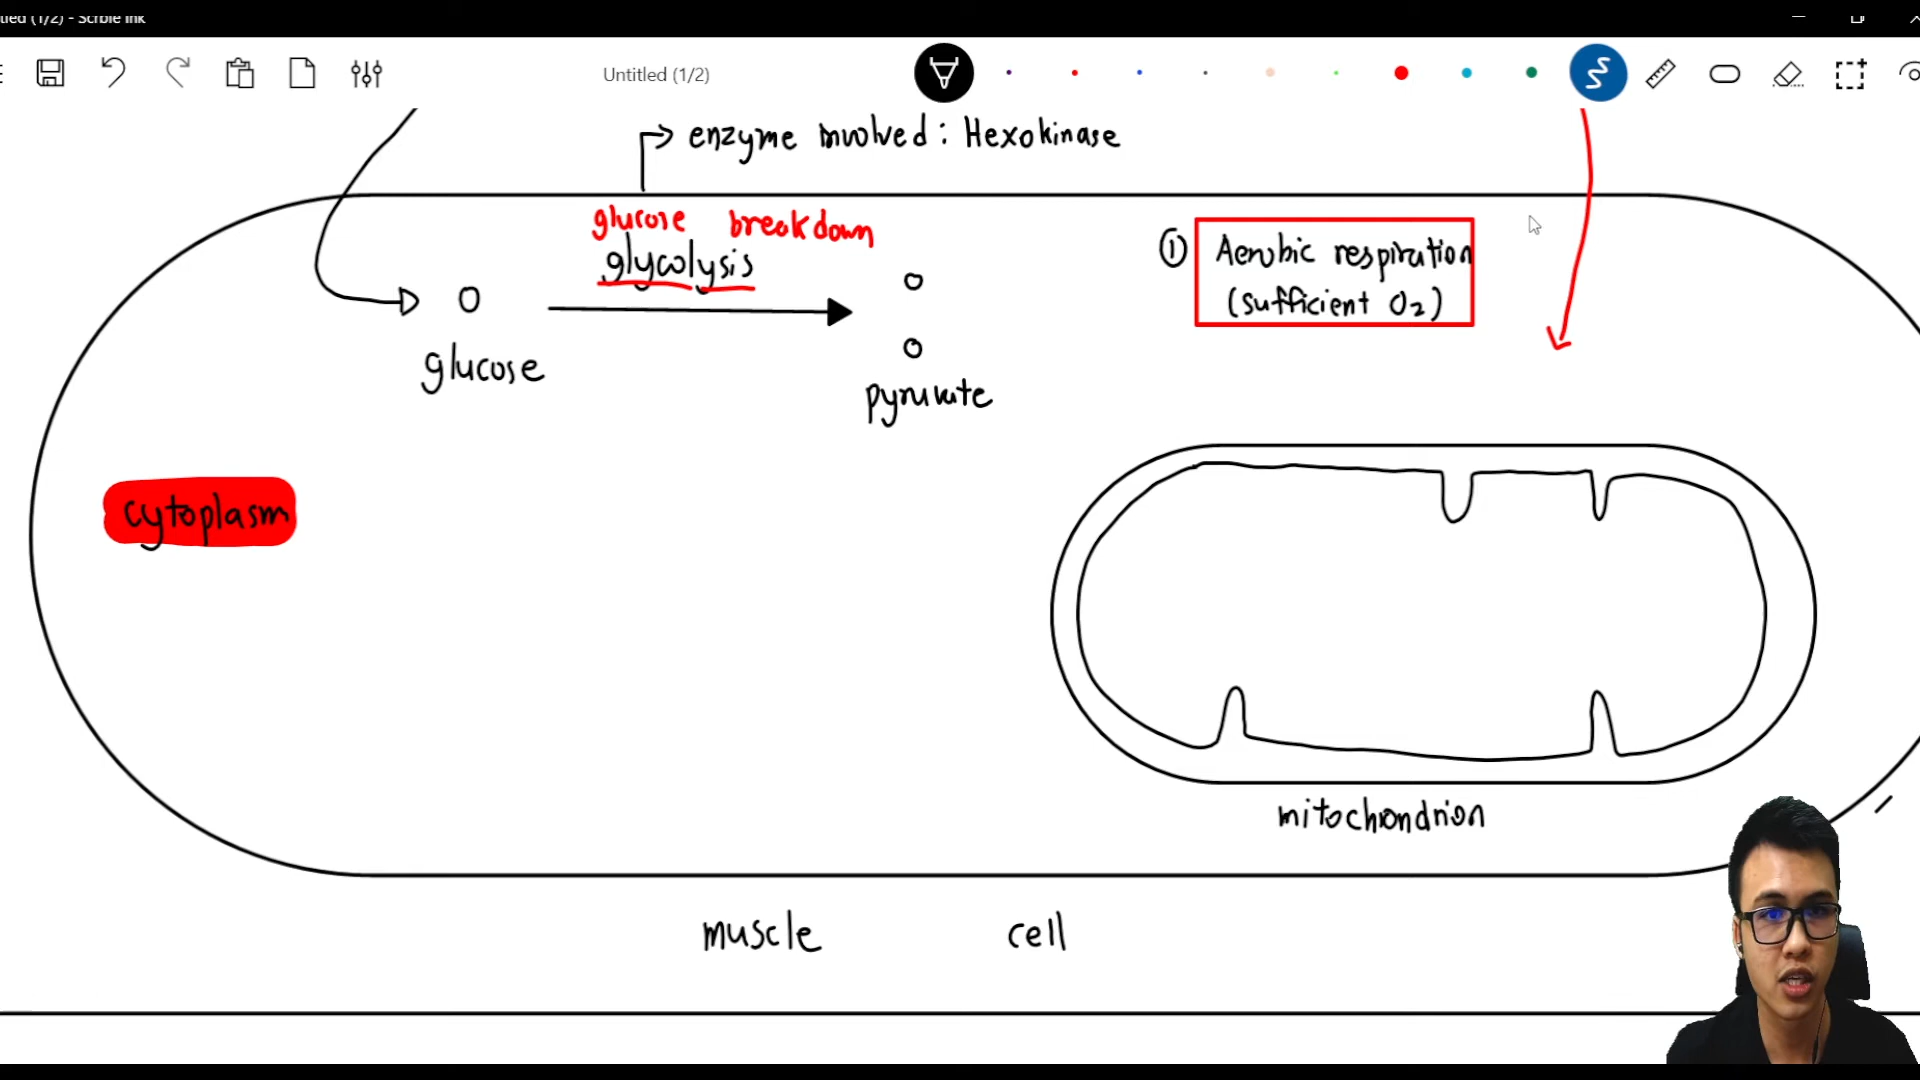 Untitled (1/2)
enzyme involved: Hexokinase
glucose breakdown
glycolysis
① Aerobic respiration
(sufficient O₂)
glucose
pyruvate
cytoplasm
mitochondrion
muscle cell